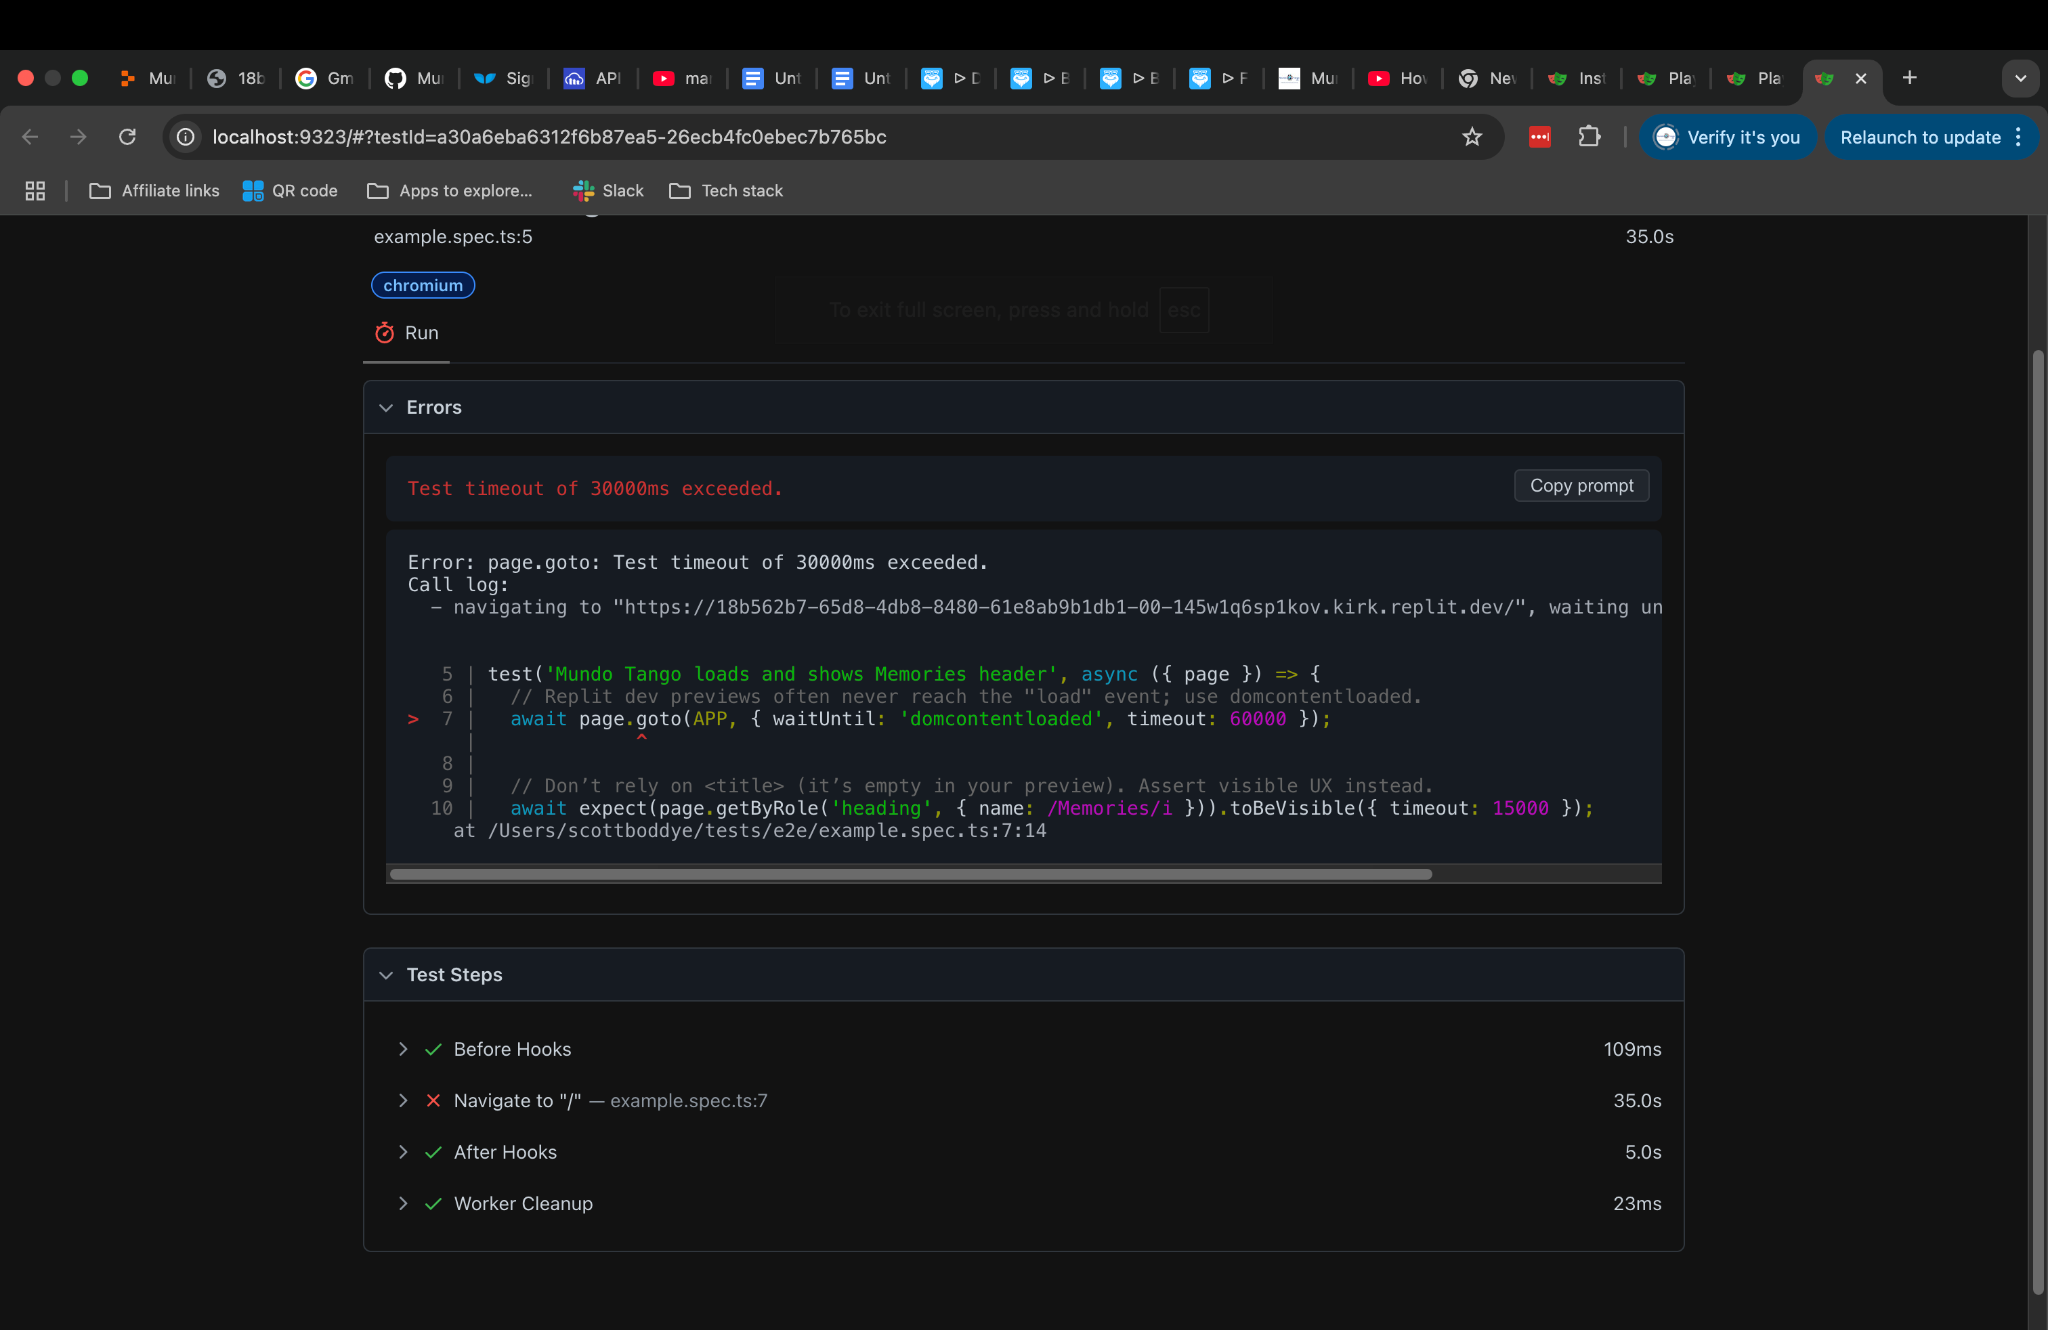 Mu
18b
Gm
Mu
Sig
API
ma
Unt
Unt
D
B
B
F
Mu
Hov
Nev
Inst
Pla
Pla
localhost:9323/#?testId=a30a6eba6312f6b87ea5-26ecb4fc0ebec7b765bc
Verify it's you
Relaunch to update
Affiliate links
QR code
Apps to explore...
Slack
Tech stack
example.spec.ts:5
35.0s
chromium
To exit full screen, press and hold esc
Run
Errors
Test timeout of 30000ms exceeded.
Copy prompt
Error: page.goto: Test timeout of 30000ms exceeded.
Call log:
– navigating to "https://18b562b7-65d8-4db8-8480-61e8ab9b1db1-00-145w1q6sp1kov.kirk.replit.dev/", waiting un
5 | test('Mundo Tango loads and shows Memories header', async ({ page }) => {
6 | // Replit dev previews often never reach the "load" event; use domcontentloaded.
> 7 | await page.goto(APP, { waitUntil: 'domcontentloaded', timeout: 60000 });
| ^
8 |
9 | // Don’t rely on <title> (it’s empty in your preview). Assert visible UX instead.
10 | await expect(page.getByRole('heading', { name: /Memories/i })).toBeVisible({ timeout: 15000 });
at /Users/scottboddye/tests/e2e/example.spec.ts:7:14
Test Steps
Before Hooks
109ms
Navigate to "/" — example.spec.ts:7
35.0s
After Hooks
5.0s
Worker Cleanup
23ms